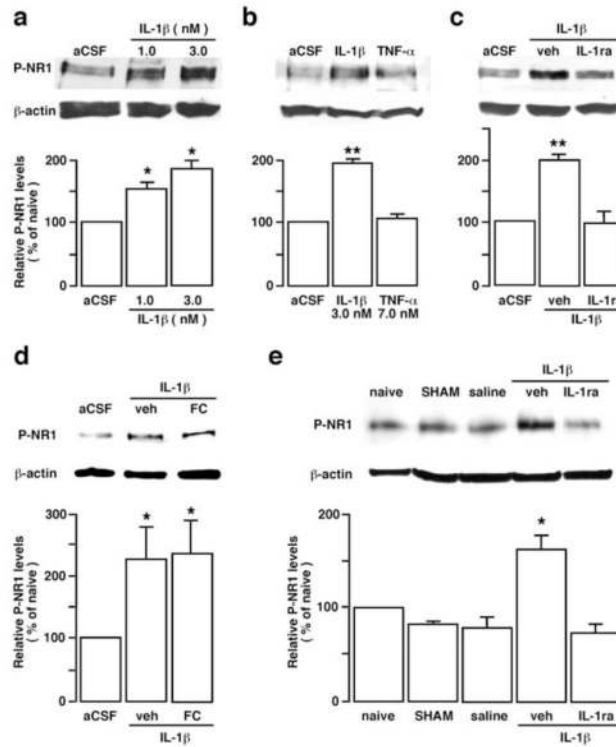 a
IL-1β ( nM )
aCSF 1.0 3.0
P-NR1
β-actin
Relative P-NR1 levels
( % of naive )
200
150
100
50
0
aCSF 1.0 3.0
IL-1β ( nM )
* *
b
aCSF IL-1β TNF-α
200
100
0
**
aCSF IL-1β TNF-α
3.0 nM 7.0 nM
c
IL-1β
aCSF veh IL-1ra
200
100
0
**
aCSF veh IL-1ra
IL-1β
d
IL-1β
aCSF veh FC
P-NR1
β-actin
Relative P-NR1 levels
( % of naive )
300
200
100
0
* *
aCSF veh FC
IL-1β
e
IL-1β
naive SHAM saline veh IL-1ra
P-NR1
β-actin
Relative P-NR1 levels
( % of naive )
200
100
0
*
naive SHAM saline veh IL-1ra
IL-1β